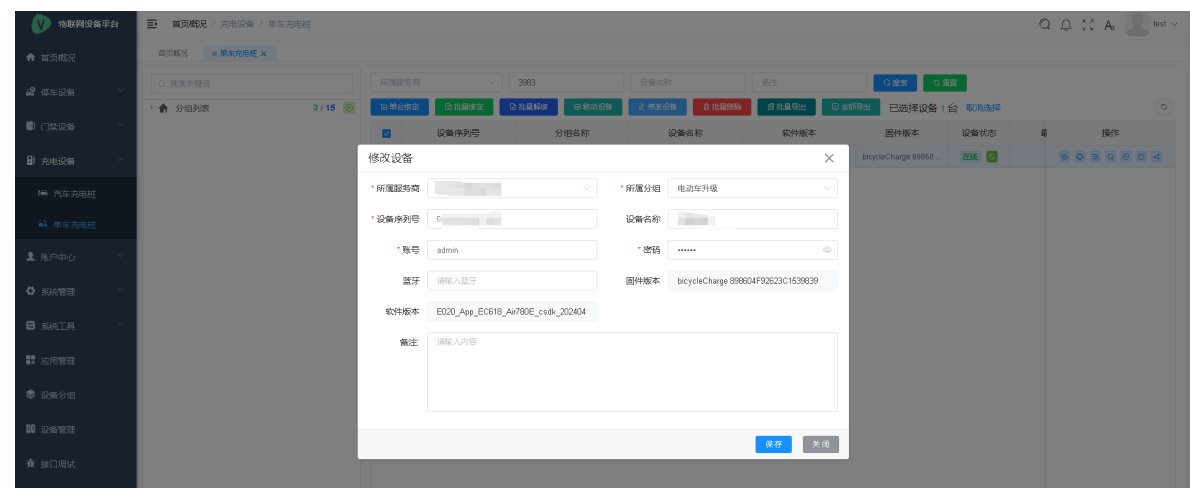 物联网设备平台
首页概况 / 充电设备 / 单车充电桩
test
首页概况
单车充电桩 ×
首页概况
停车设备
门禁设备
充电设备
汽车充电桩
单车充电桩
账户中心
系统管理
系统工具
应用管理
设备分组
设备管理
接口调试
搜索关键词
分组列表 3 / 15
所属服务商 3983 设备名称 备注 搜索 重置
单台绑定 批量绑定 批量解绑 移动设备 修改设备 批量删除 批量导出 全部导出 已选择设备 1 台 取消选择
设备序列号 分组名称 设备名称 软件版本 固件版本 设备状态 操作
bicycleCharge 89860... 在线
修改设备
* 所属服务商
* 所属分组 电动车升级
* 设备序列号
设备名称
* 账号 admin
* 密码 ••••••
蓝牙 请输入蓝牙
固件版本 bicycleCharge 898604F92623C1539839
软件版本 E020_App_EC618_Air780E_csdk_202404
备注 请输入内容
保存 关闭